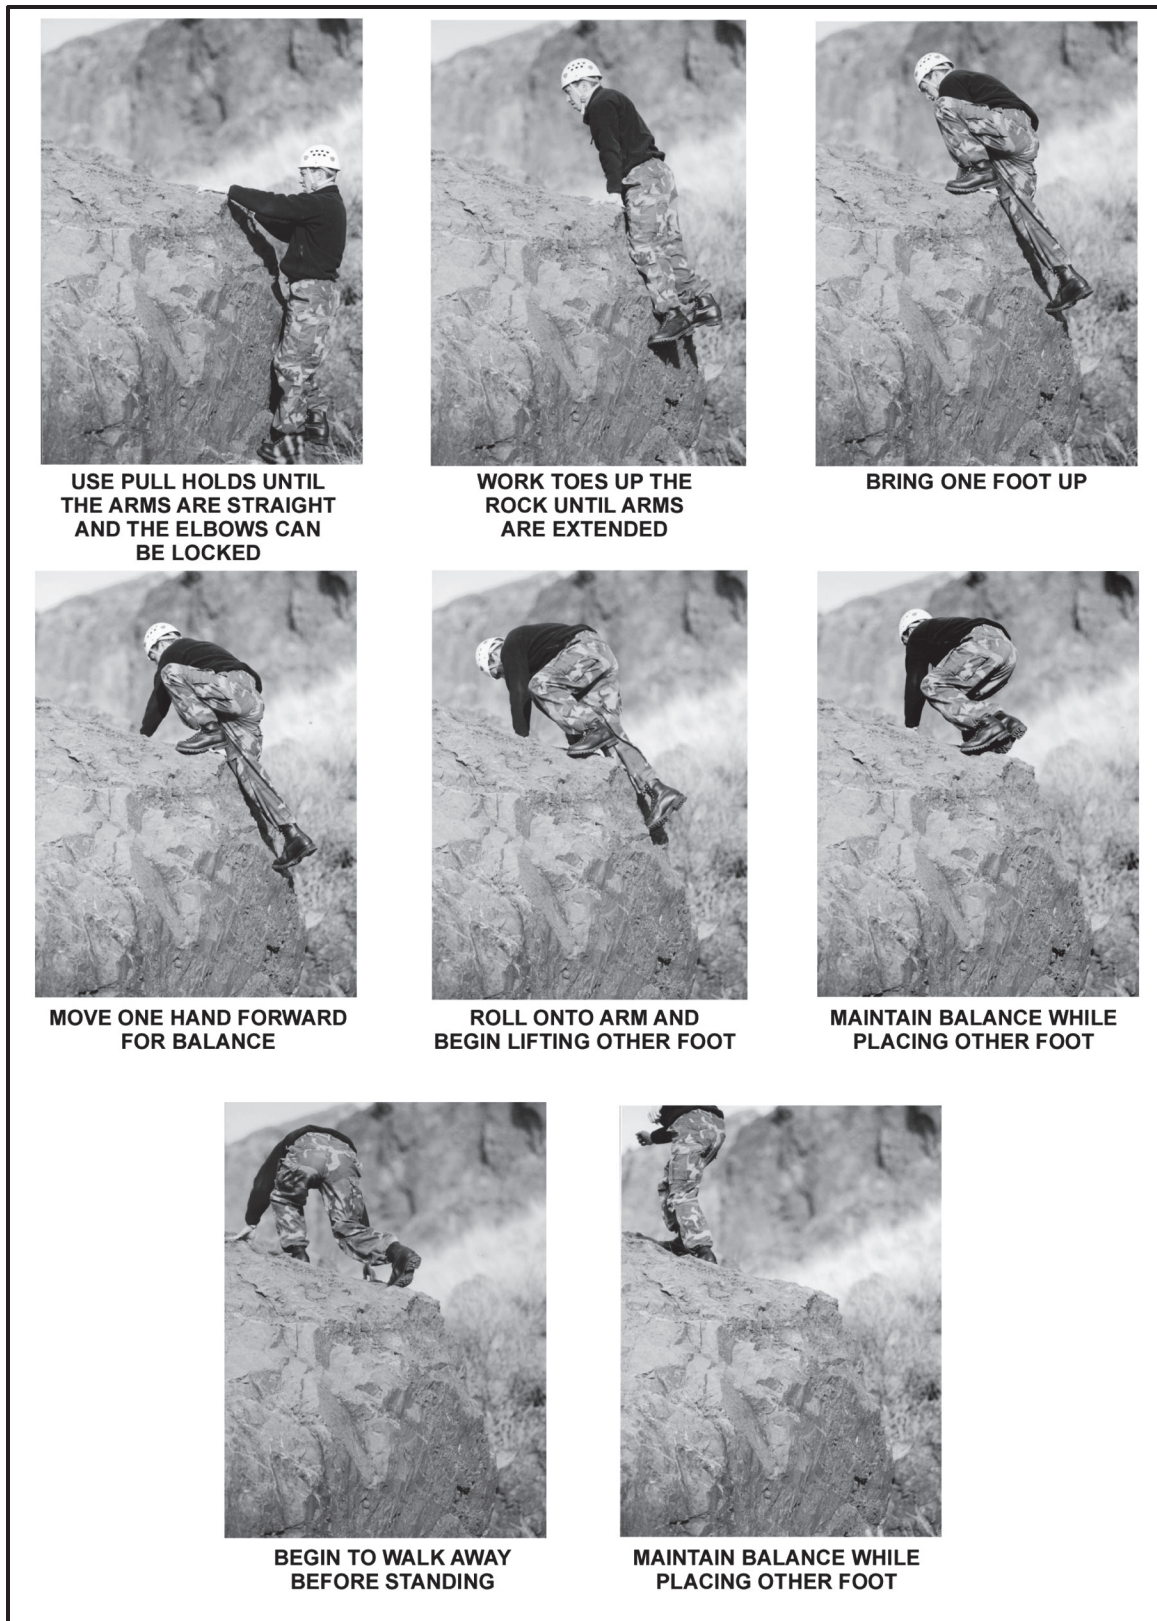 USE PULL HOLDS UNTIL
THE ARMS ARE STRAIGHT
AND THE ELBOWS CAN
BE LOCKED
WORK TOES UP THE
ROCK UNTIL ARMS
ARE EXTENDED
BRING ONE FOOT UP
MOVE ONE HAND FORWARD
FOR BALANCE
ROLL ONTO ARM AND
BEGIN LIFTING OTHER FOOT
MAINTAIN BALANCE WHILE
PLACING OTHER FOOT
BEGIN TO WALK AWAY
BEFORE STANDING
MAINTAIN BALANCE WHILE
PLACING OTHER FOOT